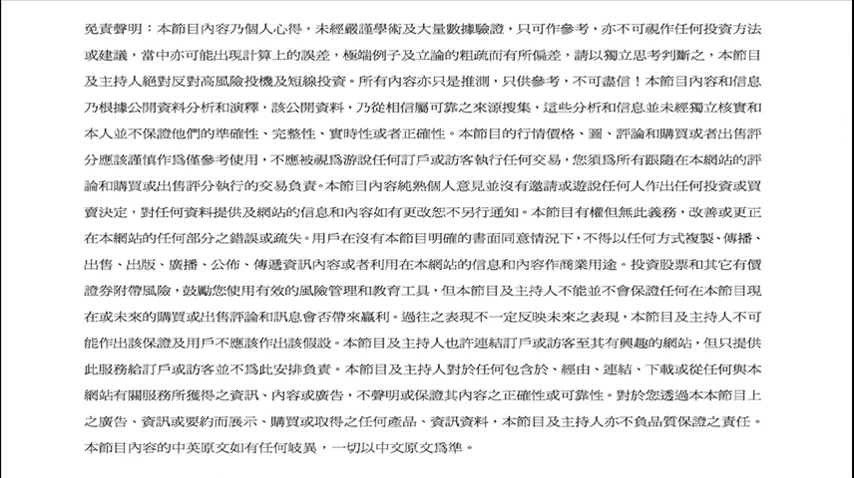 免責聲明：本節目內容乃個人心得，未經嚴謹學術及大量數據驗證，只可作參考，亦不可視作任何投資方法
或建議，當中亦可能出現計算上的誤差，極端例子及立論的粗疏而有所偏差，請以獨立思考判斷之，本節目
及主持人絕對反對高風險投機及短線投資。所有內容亦只是推測，只供參考，不可盡信！本節目內容和信息
乃根據公開資料分析和演釋，該公開資料，乃從相信屬可靠之來源搜集，這些分析和信息並未經獨立核實和
本人並不保證他們的準確性、完整性、實時性或者正確性。本節目的行情價格、圖、評論和購買或者出售評
分應該謹慎作爲僅參考使用，不應被視爲游說任何訂戶或訪客執行任何交易，您須爲所有跟隨在本網站的評
論和購買或出售評分執行的交易負責。本節目內容純熟個人意見並沒有邀請或遊說任何人作出任何投資或買
賣決定，對任何資料提供及網站的信息和內容如有更改恕不另行通知。本節目有權但無此義務，改善或更正
在本網站的任何部分之錯誤或疏失。用戶在沒有本節目明確的書面同意情況下，不得以任何方式複製、傳播、
出售、出版、廣播、公佈、傳遞資訊內容或者利用在本網站的信息和內容作商業用途。投資股票和其它有價
證券附帶風險，鼓勵您使用有效的風險管理和教育工具，但本節目及主持人不能並不會保證任何在本節目現
在或未來的購買或出售評論和訊息會否帶來贏利。過往之表現不一定反映未來之表現，本節目及主持人不可
能作出該保證及用戶不應該作出該假設。本節目及主持人也許連結訂戶或訪客至其有興趣的網站，但只提供
此服務給訂戶或訪客並不爲此安排負責。本節目及主持人對於任何包含於、經由、連結、下載或從任何與本
網站有關服務所獲得之資訊、內容或廣告，不聲明或保證其內容之正確性或可靠性。對於您透過本本節目上
之廣告、資訊或要約而展示、購買或取得之任何產品、資訊資料，本節目及主持人亦不負品質保證之責任。
本節目內容的中英原文如有任何歧異，一切以中文原文爲準。